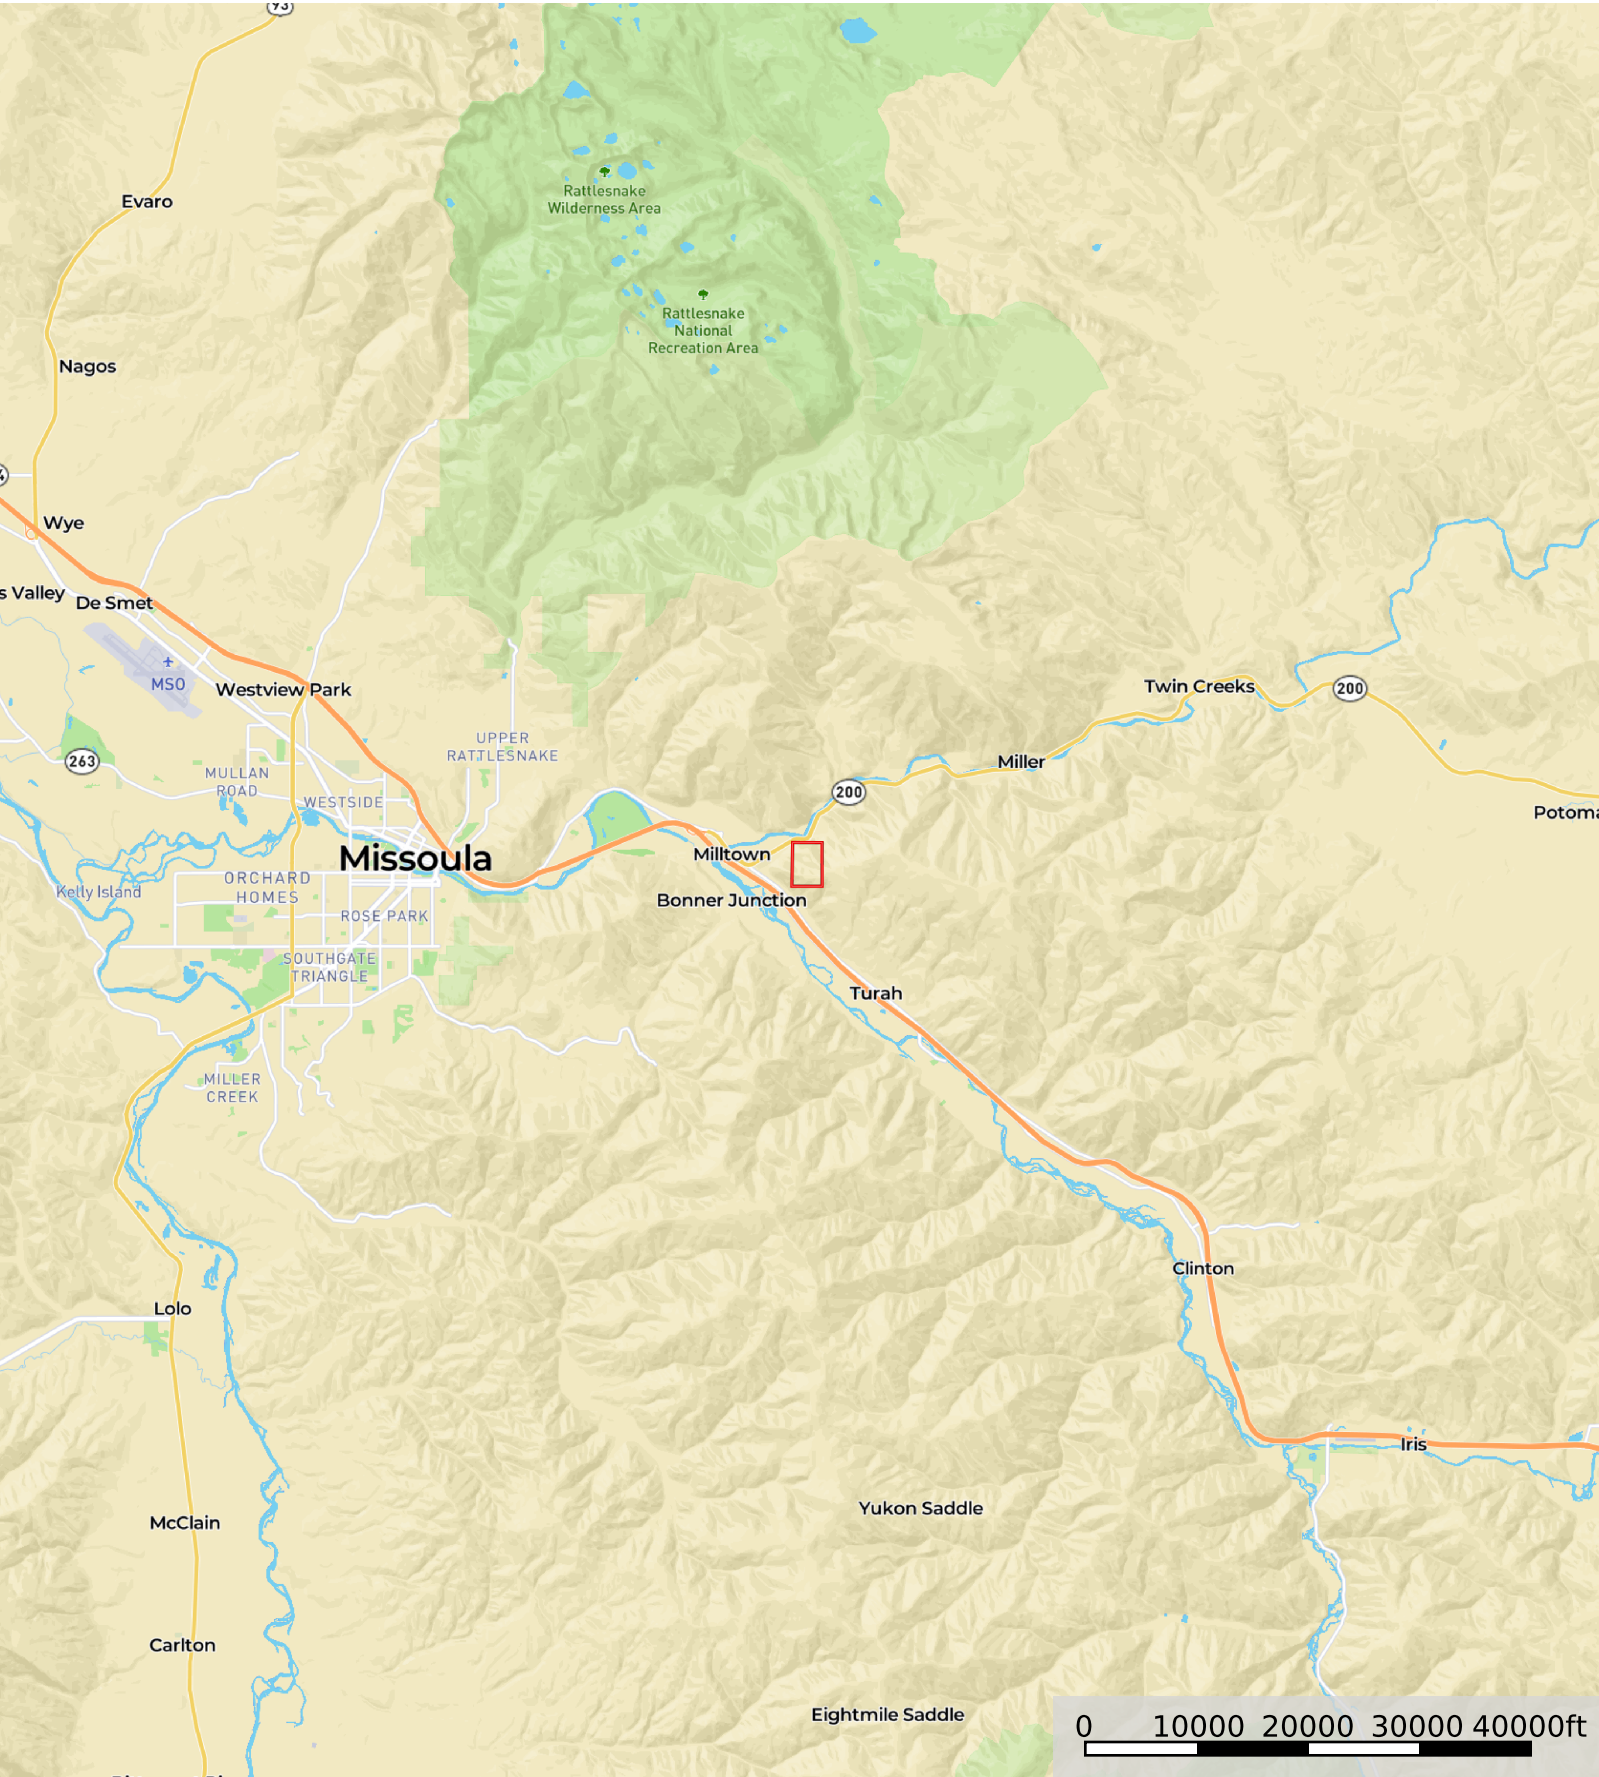 93
Rattlesnake
Wilderness Area
Evaro
Rattlesnake
National
Recreation Area
Nagos
Wye
s Valley
De Smet
MSO
Westview Park
Twin Creeks
200
UPPER
RATTLESNAKE
263
Miller
MULLAN
ROAD
200
WESTSIDE
Potoma
Missoula
Milltown
ORCHARD
HOMES
Kelly Island
Bonner Junction
ROSE PARK
SOUTHGATE
TRIANGLE
Turah
MILLER
CREEK
Clinton
Lolo
Iris
Yukon Saddle
McClain
Carlton
Eightmile Saddle
0 10000 20000 30000 40000ft